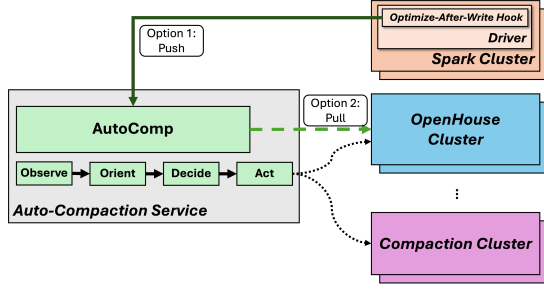 Optimize-After-Write Hook
Driver
Spark Cluster
Option 1:
Push
Option 2:
Pull
AutoComp
OpenHouse
Cluster
Observe
Orient
Decide
Act
Auto-Compaction Service
Compaction Cluster